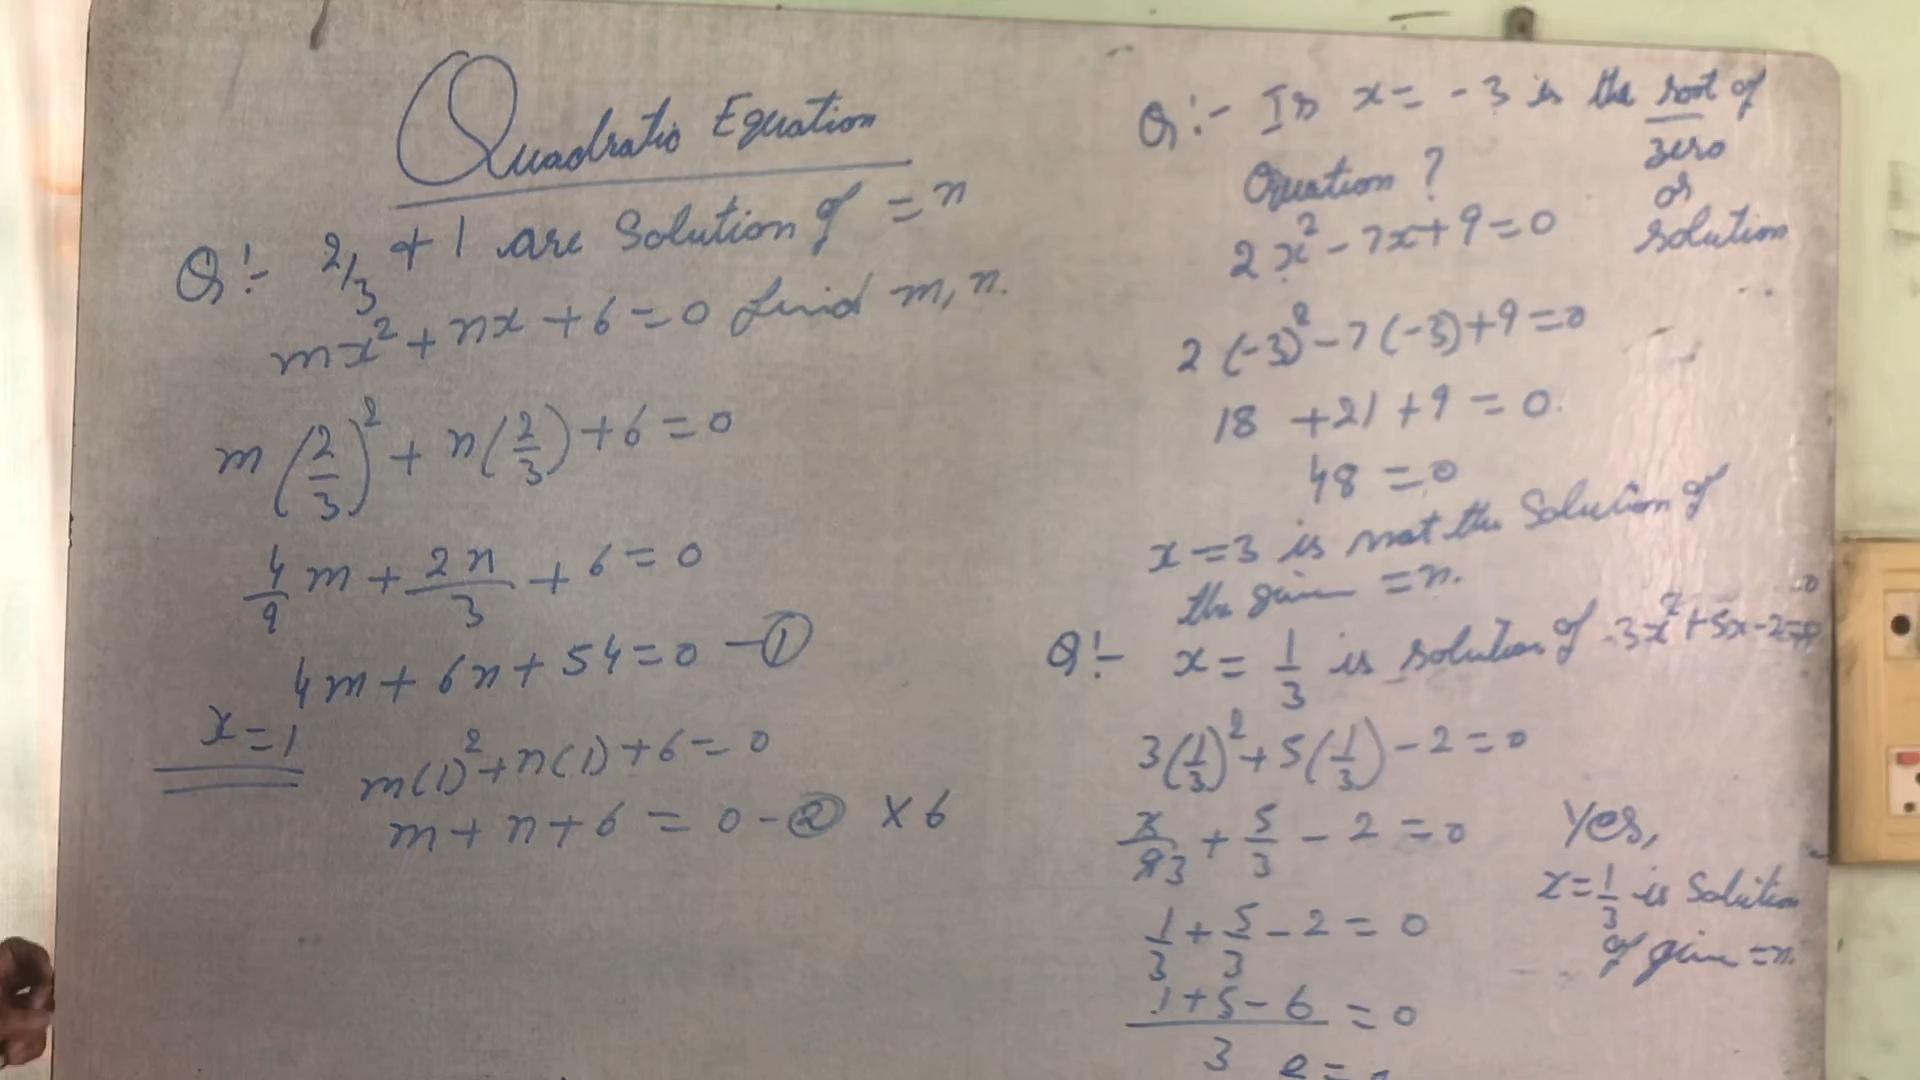 Quadratic Equation
Q:- 2/3 + 1 are Solution of =n
mx² + nx + 6 = 0 find m, n.
m(2/3)² + n(2/3) + 6 = 0
4/9 m + 2n/3 + 6 = 0
4m + 6n + 54 = 0 -①
x = 1
m(1)² + n(1) + 6 = 0
m + n + 6 = 0 - ② × 6
Q:- Is x = -3 is the root of
zero
or
solution
Equation ?
2x² - 7x + 9 = 0
2(-3)² - 7(-3) + 9 = 0
18 + 21 + 9 = 0.
48 = 0
x = 3 is not the Solution of
the given =n.
Q:- x = 1/3 is solution of 3x² + 5x - 2 = 0
3(1/3)² + 5(1/3) - 2 = 0
+ 5/3 - 2 = 0
1/3 + 5/3 - 2 = 0
1 + 5 - 6 / 3 = 0
Yes,
x = 1/3 is Solution
of given =n.